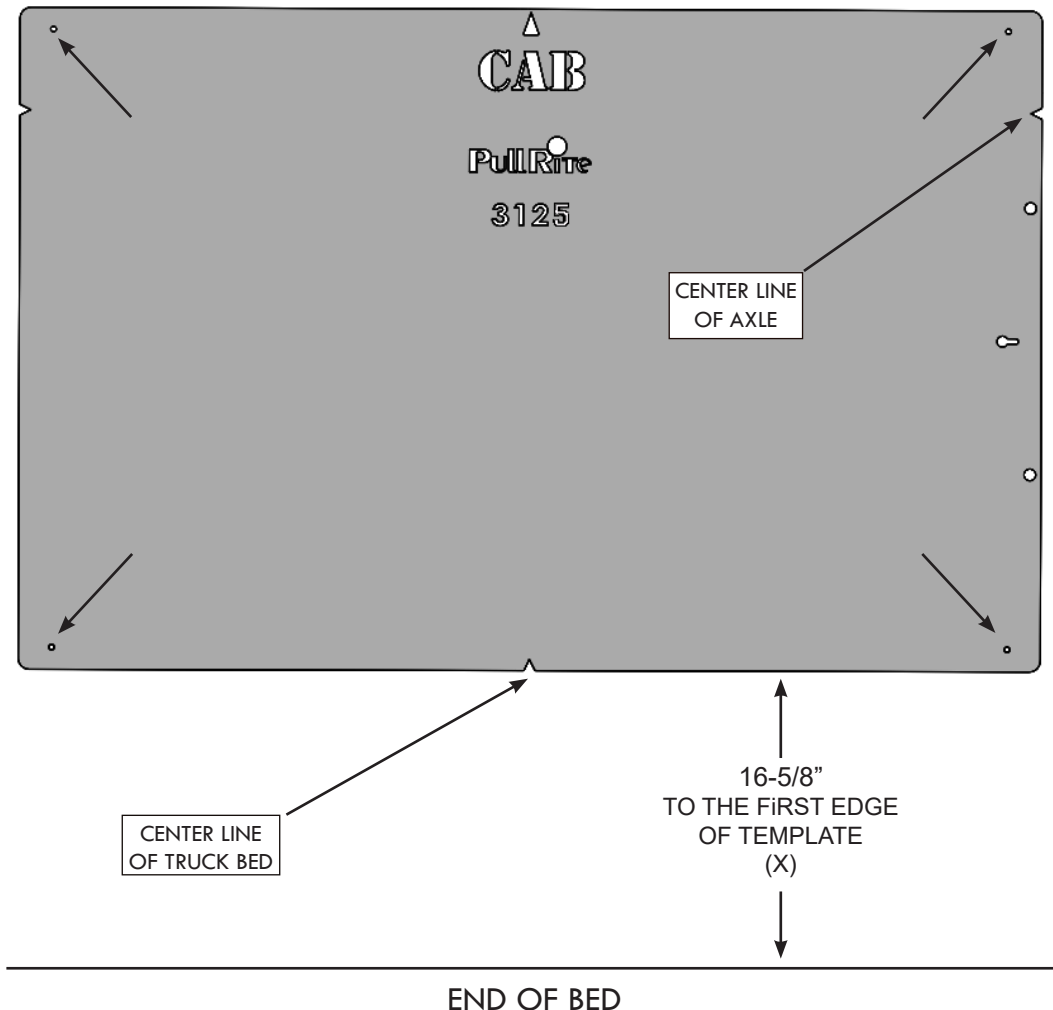 CAB
PullRite
3125
CENTER LINE
OF AXLE
16-5/8”
TO THE FiRST EDGE
OF TEMPLATE
(X)
CENTER LINE
OF TRUCK BED
END OF BED